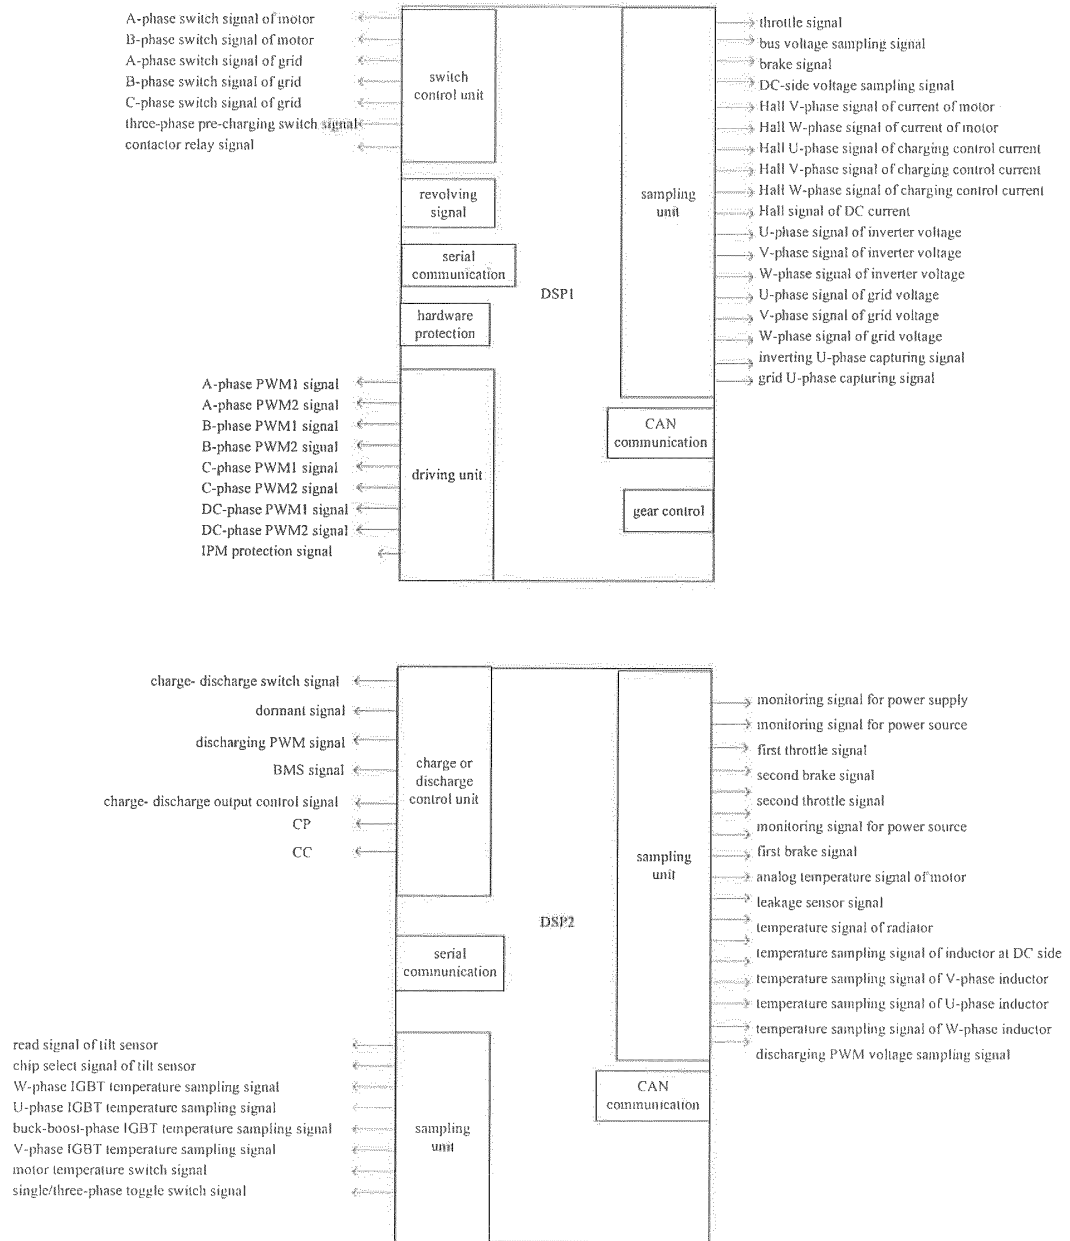 A-phase switch signal of motor
B-phase switch signal of motor
A-phase switch signal of grid
B-phase switch signal of grid
C-phase switch signal of grid
three-phase pre-charging switch signal
contactor relay signal
switch
control unit
revolving
signal
serial
communication
hardware
protection
DSP1
A-phase PWM1 signal
A-phase PWM2 signal
B-phase PWM1 signal
B-phase PWM2 signal
C-phase PWM1 signal
C-phase PWM2 signal
DC-phase PWM1 signal
DC-phase PWM2 signal
IPM protection signal
driving unit
sampling
unit
throttle signal
bus voltage sampling signal
brake signal
DC-side voltage sampling signal
Hall V-phase signal of current of motor
Hall W-phase signal of current of motor
Hall U-phase signal of charging control current
Hall V-phase signal of charging control current
Hall W-phase signal of charging control current
Hall signal of DC current
U-phase signal of inverter voltage
V-phase signal of inverter voltage
W-phase signal of inverter voltage
U-phase signal of grid voltage
V-phase signal of grid voltage
W-phase signal of grid voltage
inverting U-phase capturing signal
grid U-phase capturing signal
CAN
communication
gear control
charge- discharge switch signal
dormant signal
discharging PWM signal
BMS signal
charge- discharge output control signal
CP
CC
charge or
discharge
control unit
serial
communication
DSP2
read signal of tilt sensor
chip select signal of tilt sensor
W-phase IGBT temperature sampling signal
U-phase IGBT temperature sampling signal
buck-boost-phase IGBT temperature sampling signal
V-phase IGBT temperature sampling signal
motor temperature switch signal
single/three-phase toggle switch signal
sampling
unit
sampling
unit
monitoring signal for power supply
monitoring signal for power source
first throttle signal
second brake signal
second throttle signal
monitoring signal for power source
first brake signal
analog temperature signal of motor
leakage sensor signal
temperature signal of radiator
temperature sampling signal of inductor at DC side
temperature sampling signal of V-phase inductor
temperature sampling signal of U-phase inductor
temperature sampling signal of W-phase inductor
discharging PWM voltage sampling signal
CAN
communication